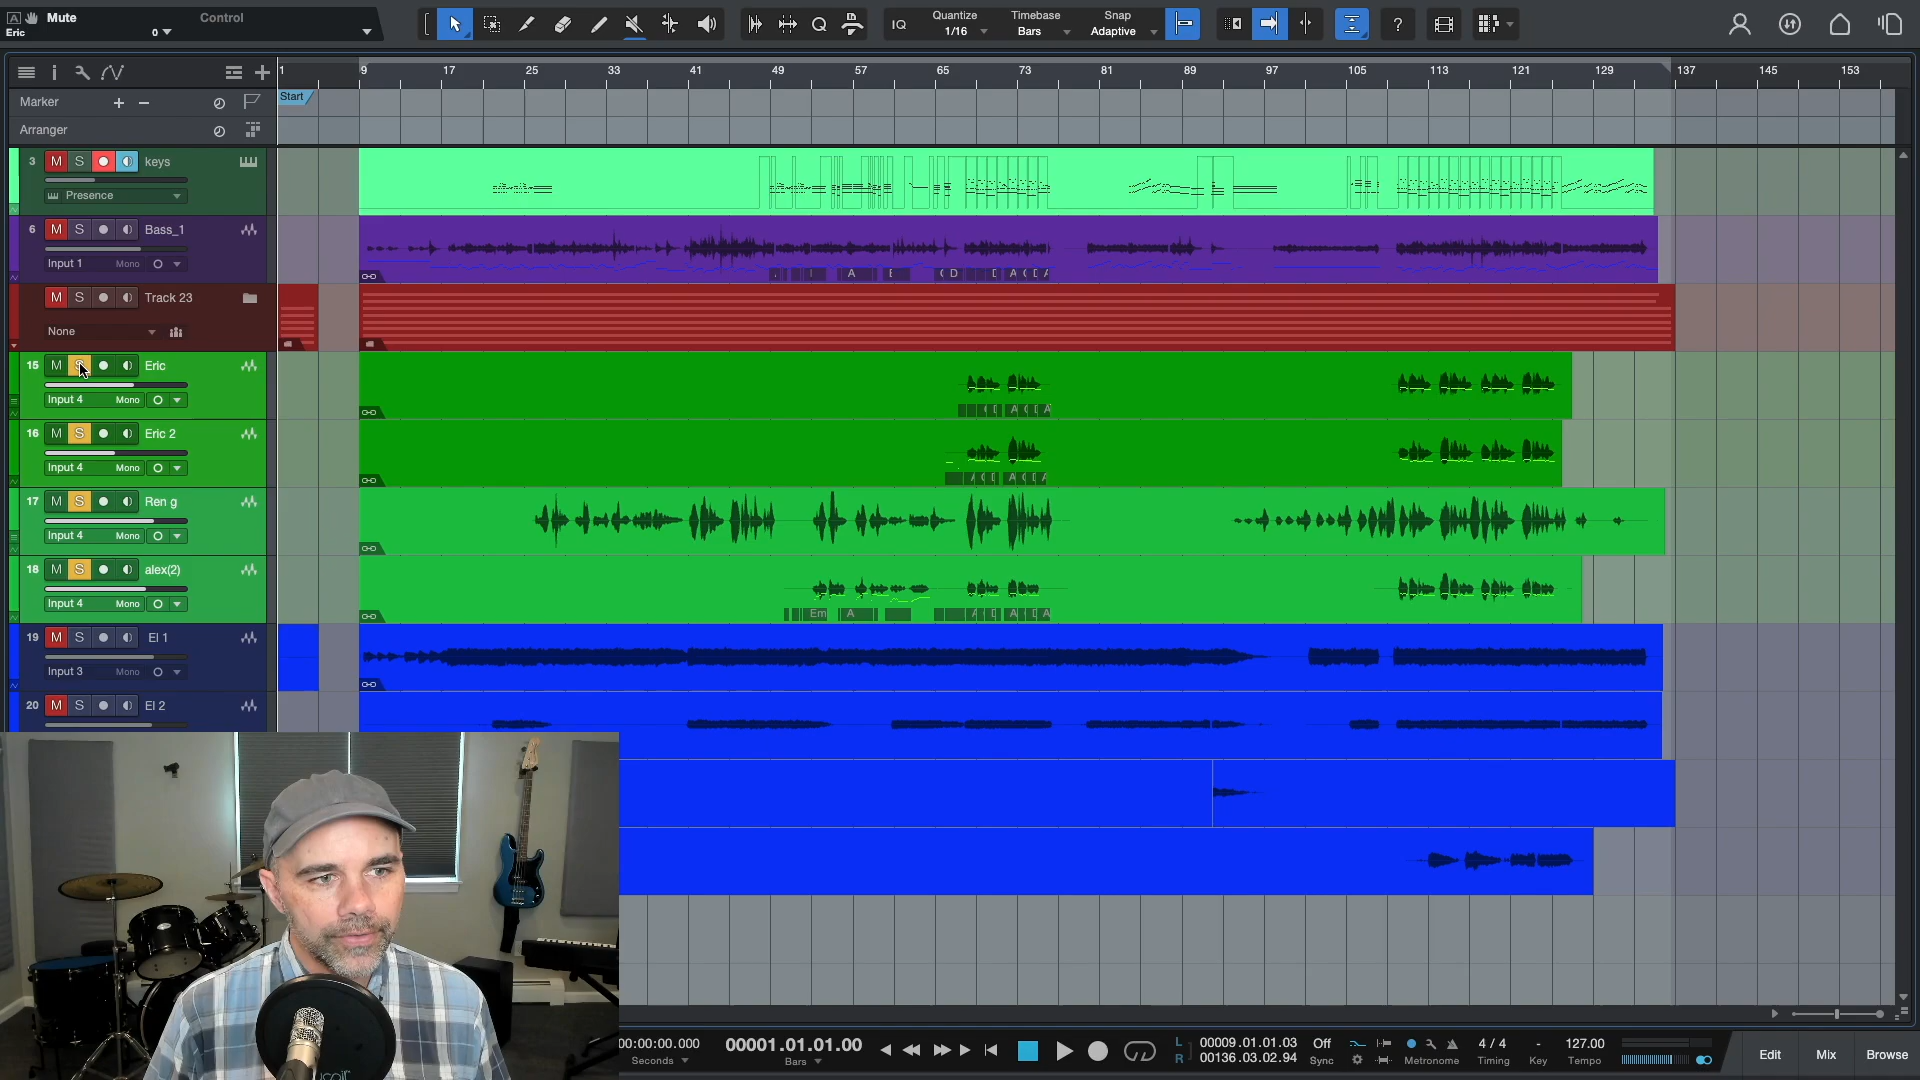 A Mute Control
Eric 0
IQ Quantize Timebase Snap
1/16 Bars Adaptive ?
1 9 17 25 33 41 49 57 65 73 81 89 97 105 113 121 129 137 145 153
Marker
Start
Arranger
3 M S keys
Presence
6 M S Bass_1
Input 1 Mono
A E C D D A C D A
M S Track 23
None
15 M S Eric
Input 4 Mono
16 M S Eric 2
Input 4 Mono
17 M S Ren g
Input 4 Mono
18 M S alex(2)
Input 4 Mono
Em A
19 M S El 1
Input 3 Mono
20 M S El 2
00:00:00.000 00001.01.01.00 L 00009.01.01.03 Off 4 / 4 - 127.00
Seconds Bars R 00136.03.02.94 Sync Metronome Timing Key Tempo
Edit Mix Browse